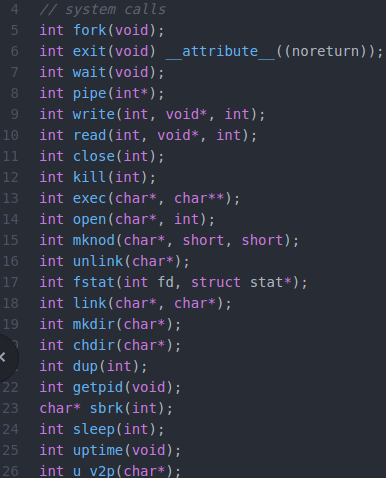 4 // system calls
5 int fork(void);
6 int exit(void) __attribute__((noreturn));
7 int wait(void);
8 int pipe(int*);
9 int write(int, void*, int);
10 int read(int, void*, int);
11 int close(int);
12 int kill(int);
13 int exec(char*, char**);
14 int open(char*, int);
15 int mknod(char*, short, short);
16 int unlink(char*);
17 int fstat(int fd, struct stat*);
18 int link(char*, char*);
19 int mkdir(char*);
int chdir(char*);
int dup(int);
22 int getpid(void);
23 char* sbrk(int);
24 int sleep(int);
25 int uptime(void);
26 int u_v2p(char*);